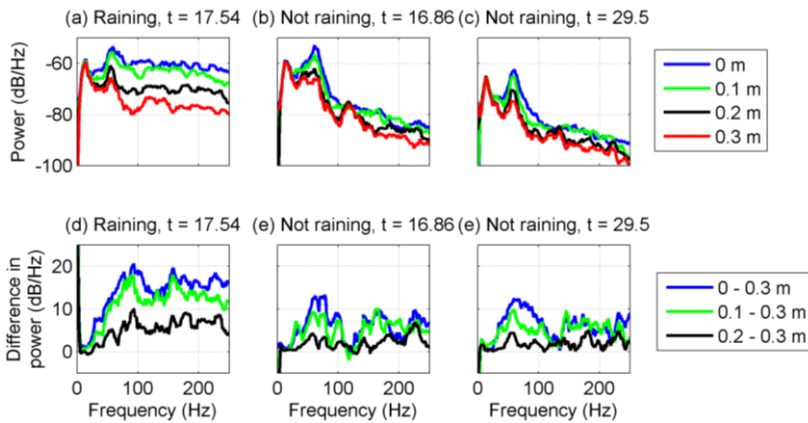 (a) Raining, t = 17.54
(b) Not raining, t = 16.86
(c) Not raining, t = 29.5
Power (dB/Hz)
-60
-80
-100
0 m
0.1 m
0.2 m
0.3 m
(d) Raining, t = 17.54
(e) Not raining, t = 16.86
(e) Not raining, t = 29.5
Difference in
power (dB/Hz)
20
10
0
0 100 200
0 100 200
0 100 200
Frequency (Hz)
Frequency (Hz)
Frequency (Hz)
0 - 0.3 m
0.1 - 0.3 m
0.2 - 0.3 m